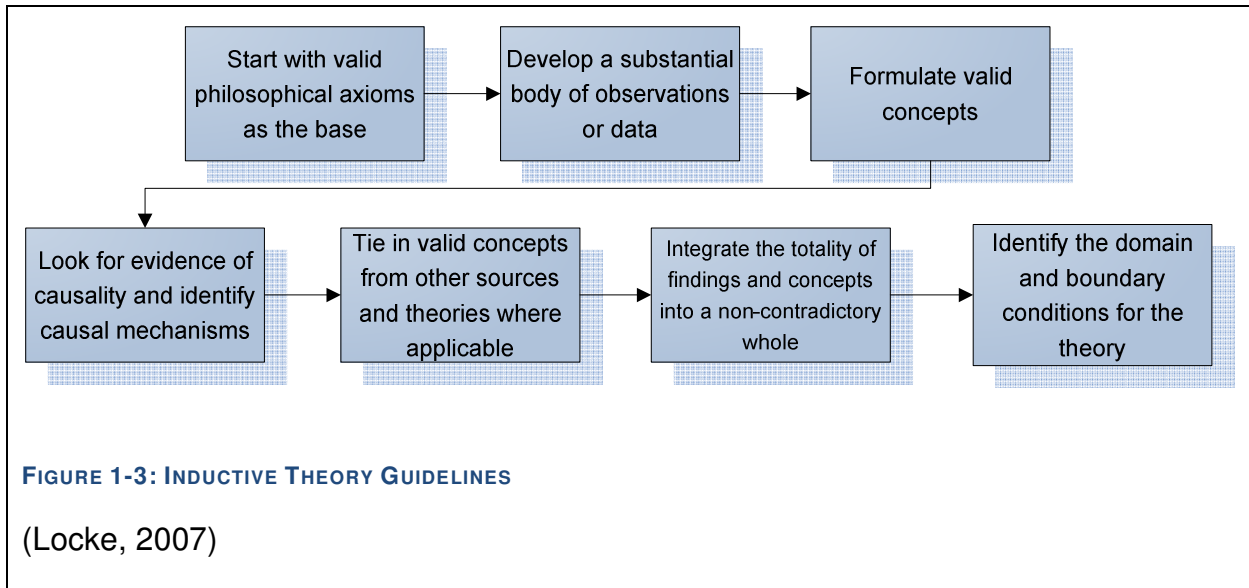 Start with valid
philosophical axioms
as the base
Develop a substantial
body of observations
or data
Formulate valid
concepts
Look for evidence of
causality and identify
causal mechanisms
Tie in valid concepts
from other sources
and theories where
applicable
Integrate the totality of
findings and concepts
into a non-contradictory
whole
Identify the domain
and boundary
conditions for the
theory
FIGURE 1-3: INDUCTIVE THEORY GUIDELINES
(Locke, 2007)